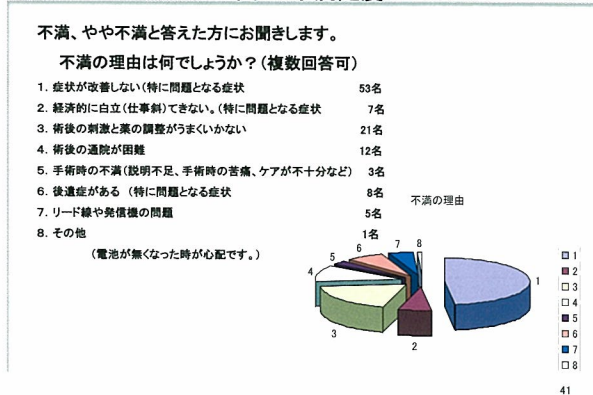 不満、やや不満と答えた方にお聞きします。
不満の理由は何でしょうか？(複数回答可)
1. 症状が改善しない(特に問題となる症状 53名
2. 経済的に白立(仕事斜)てきない。(特に問題となる症状 7名
3. 術後の刺激と薬の調整がうまくいかない 21名
4. 術後の通院が困難 12名
5. 手術時の不満(説明不足、手術時の苦痛、ケアが不十分など) 3名
6. 後遺症がある (特に問題となる症状 8名
7. リード線や発信機の問題 5名
8. その他 1名
(電池が無くなった時が心配です。)
不満の理由
1
2
3
4
5
6
7
8
1
2
3
4
5
6
7
8
41